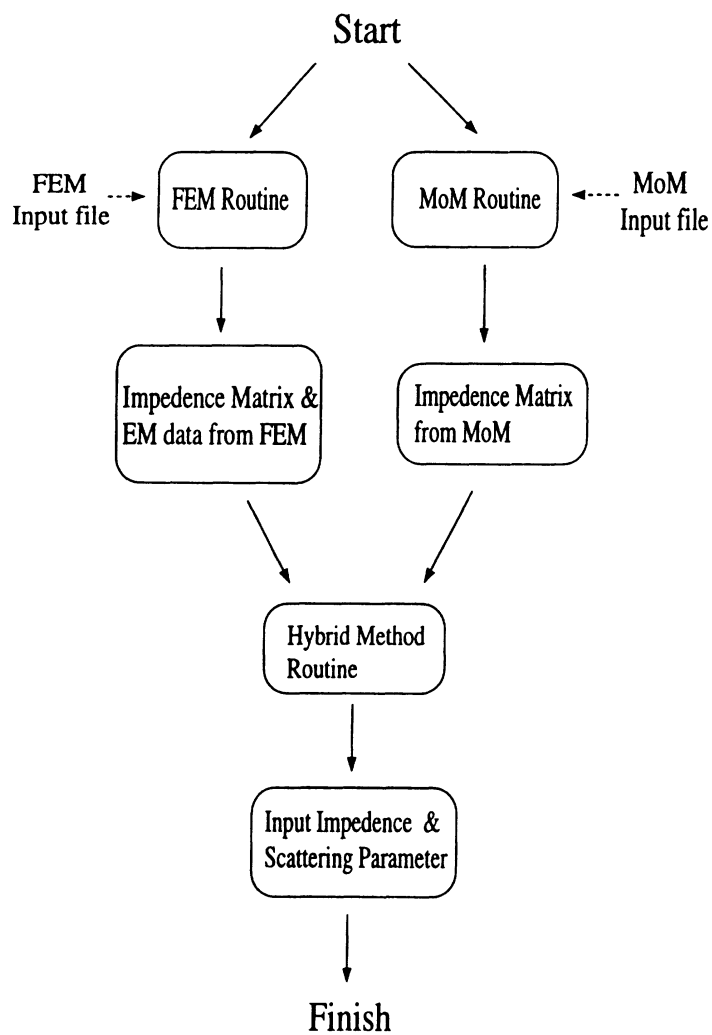 Start
FEM
Input file
FEM Routine
MoM Routine
MoM
Input file
Impedence Matrix &
EM data from FEM
Impedence Matrix
from MoM
Hybrid Method
Routine
Input Impedence &
Scattering Parameter
Finish